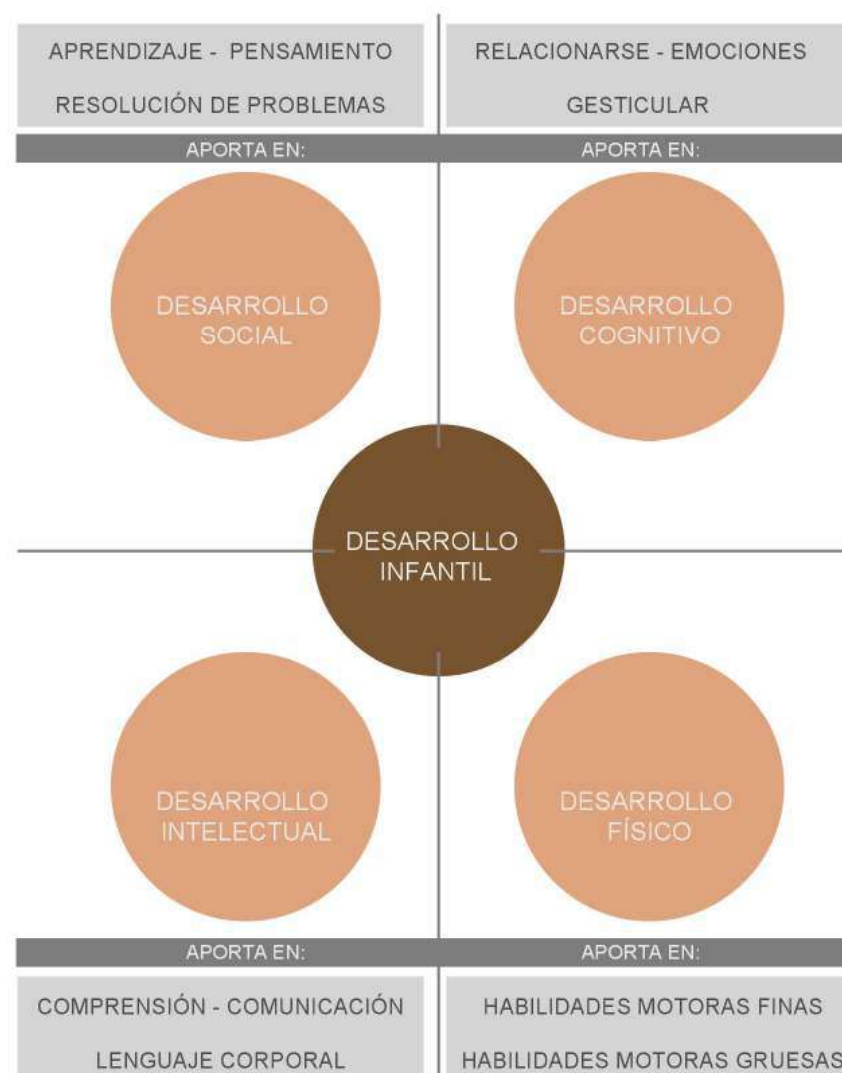 APRENDIZAJE - PENSAMIENTO
RESOLUCIÓN DE PROBLEMAS
RELACIONARSE - EMOCIONES
GESTICULAR
APORTA EN:
APORTA EN:
DESARROLLO
SOCIAL
DESARROLLO
COGNITIVO
DESARROLLO
INFANTIL
DESARROLLO
INTELECTUAL
DESARROLLO
FÍSICO
APORTA EN:
APORTA EN:
COMPRENSIÓN - COMUNICACIÓN
LENGUAJE CORPORAL
HABILIDADES MOTORAS FINAS
HABILIDADES MOTORAS GRUESAS